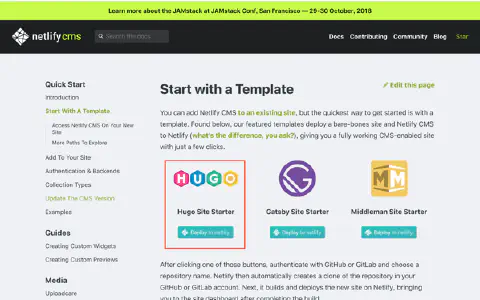 Learn more about the JAMstack at JAMstack Conf, San Francisco — 29-30 October, 2018
netlifycms
Search the docs
Docs Contributing Community Blog Star
Quick Start
Introduction
Start With A Template
Access Netlify CMS On Your New
Site
More Paths To Explore
Add To Your Site
Authentication & Backends
Collection Types
Update The CMS Version
Examples
Guides
Creating Custom Widgets
Creating Custom Previews
Media
Uploadcare
Start with a Template
Edit this page
You can add Netlify CMS to an existing site, but the quickest way to get started is with a
template. Found below, our featured templates deploy a bare-bones site and Netlify CMS
to Netlify (what's the difference, you ask?), giving you a fully working CMS-enabled site
with just a few clicks.
HUGO
Hugo Site Starter
Deploy to netlify
Gatsby Site Starter
Deploy to netlify
Middleman Site Starter
Deploy to netlify
After clicking one of those buttons, authenticate with GitHub or GitLab and choose a
repository name. Netlify then automatically creates a clone of the repository in your
GitHub or GitLab account. Next, it builds and deploys the new site on Netlify, bringing
you to the site dashboard after completing the build.